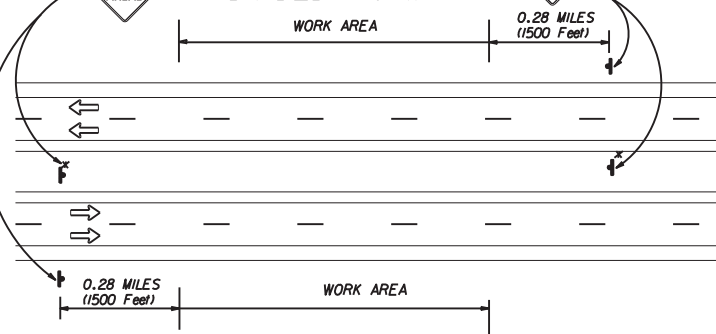 WORK AREA
0.28 MILES
(1500 Feet)
x
x
0.28 MILES
(1500 Feet)
WORK AREA